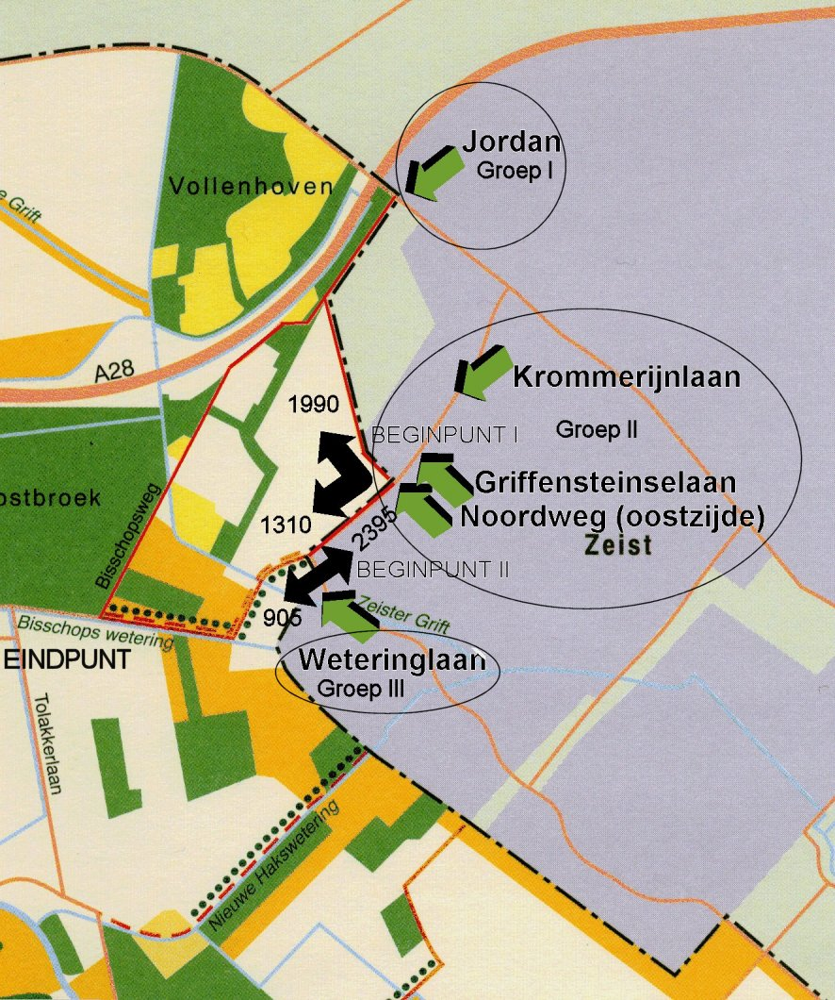 Jordan
Groep I
Vollenhoven
e Grift
A28
Krommerijnlaan
1990
BEGINPUNT I
Groep II
Griffensteinselaan
ostbroek
1310
2395
Noordweg (oostzijde)
Zeist
Bisschopsweg
BEGINPUNT II
905
Zeister Grift
Bisschops wetering
EINDPUNT
Weteringlaan
Groep III
Tolakkerlaan
Nieuwe Hakswetering